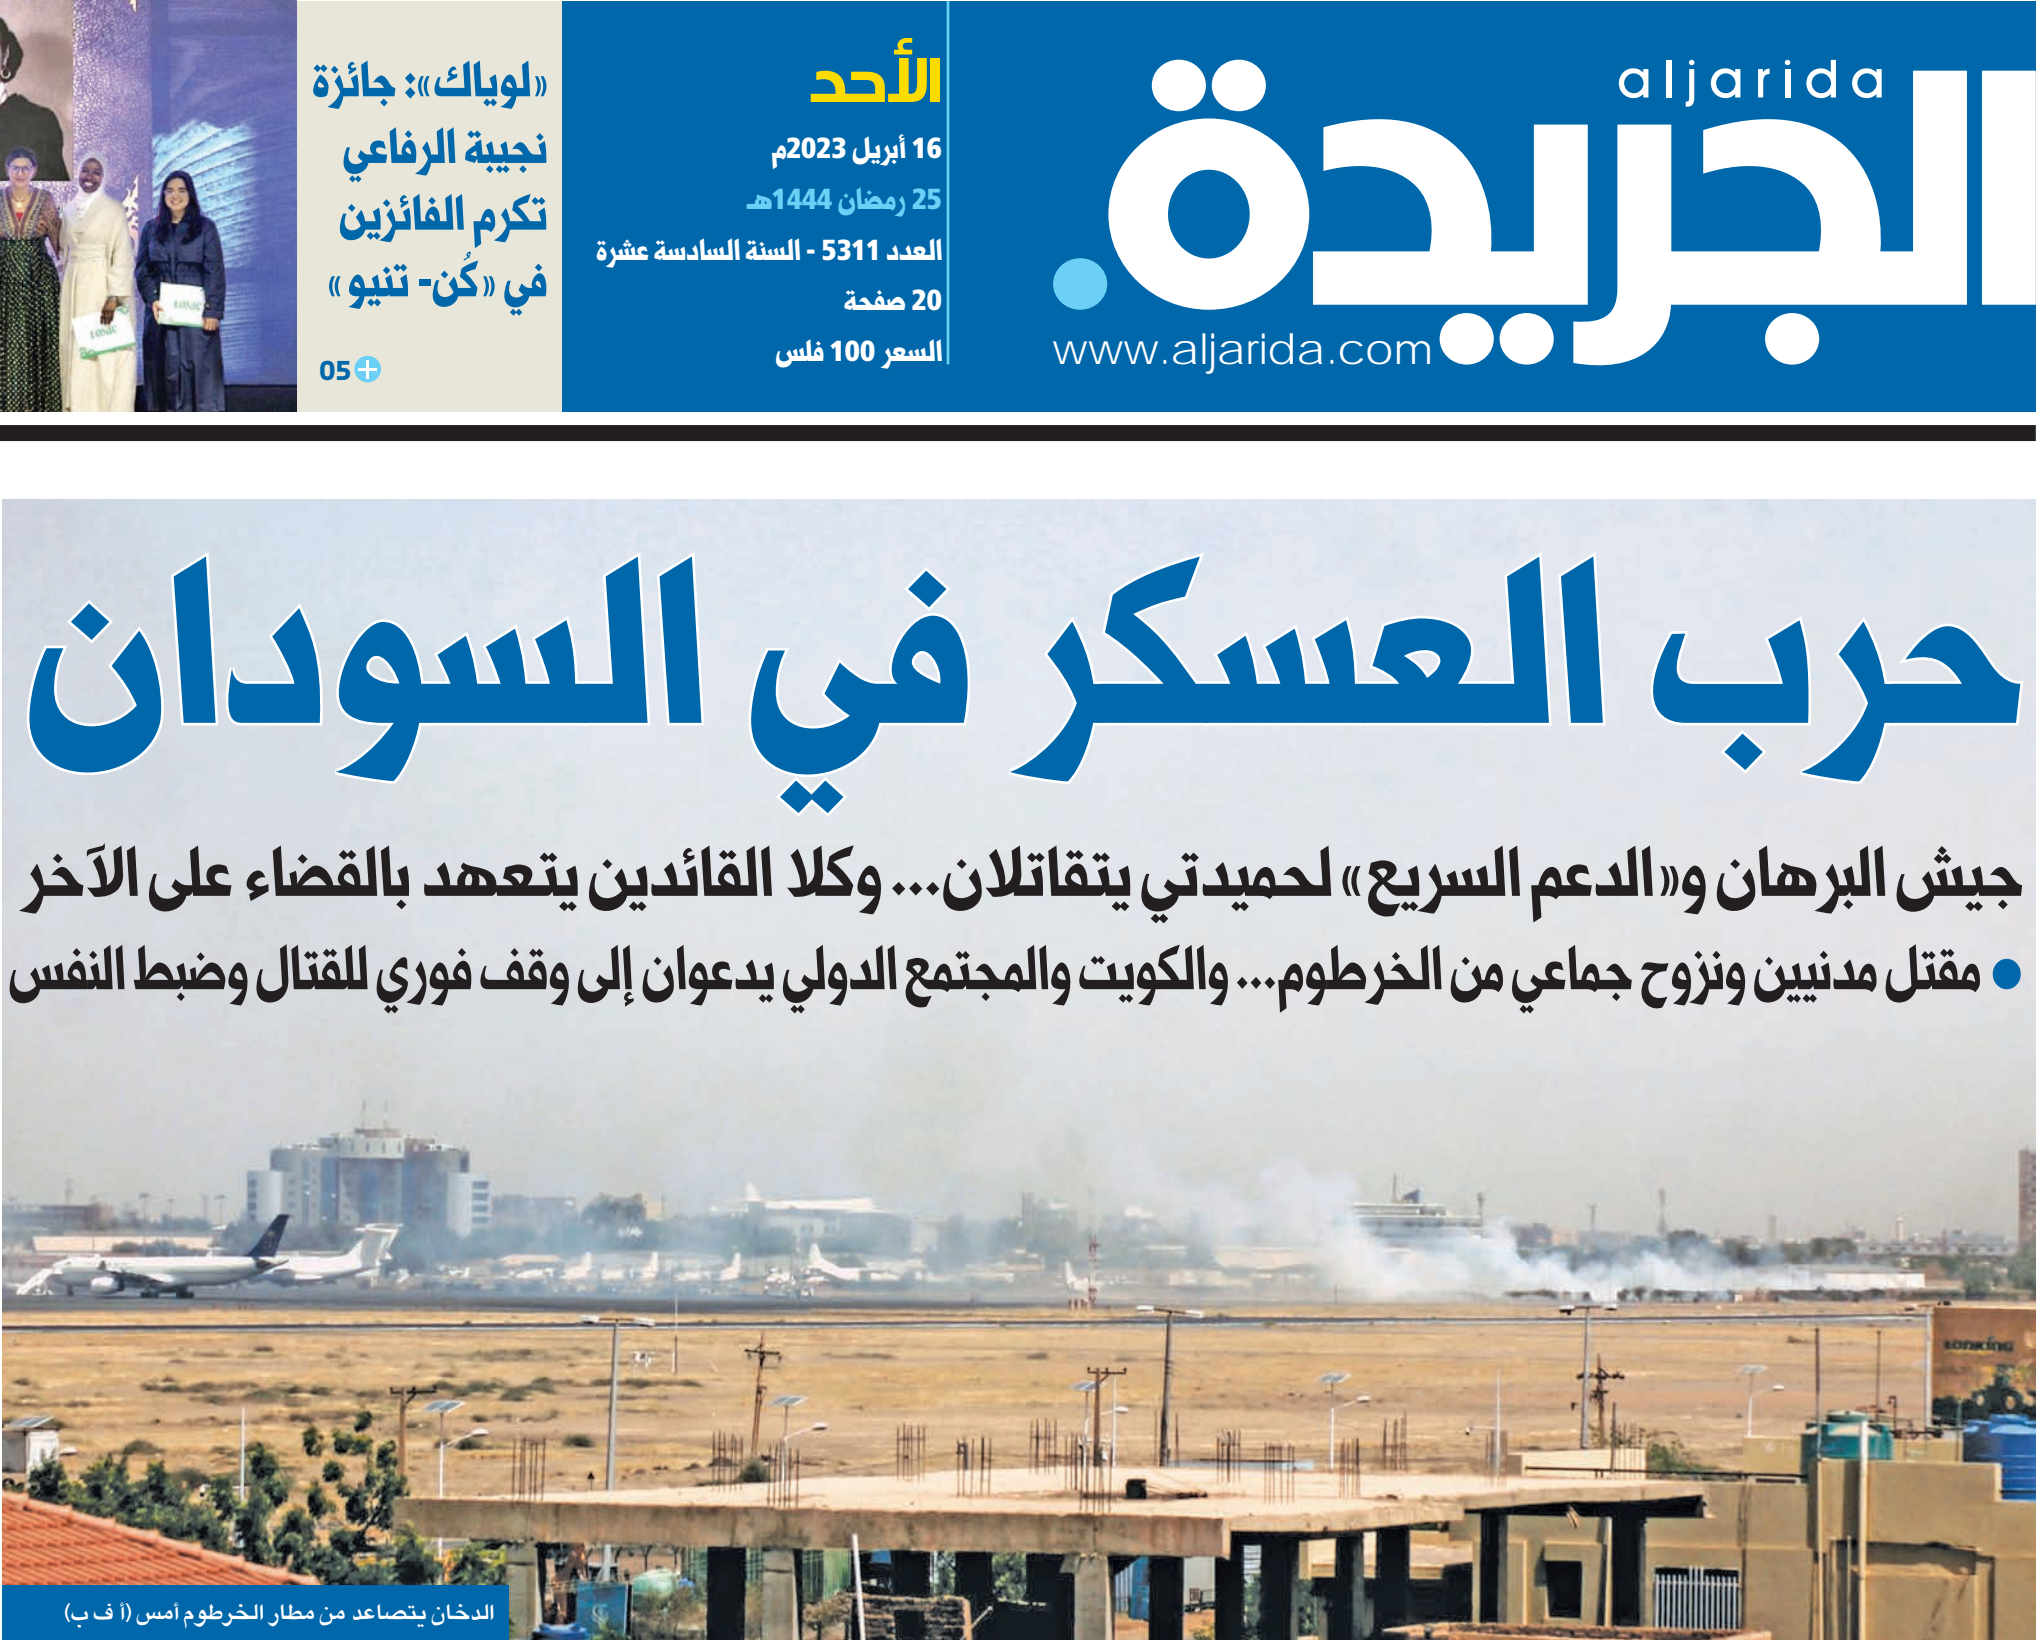 aljarida
الجريدة.
www.aljarida.com
الأحد
16 أبريل 2023م
25 رمضان 1444هـ
العدد 5311 - السنة السادسة عشرة
20 صفحة
السعر 100 فلس
«لوياك»: جائزة
نجيبة الرفاعي
تكرم الفائزين
في «كُن- تنيو»
05
LOYAC
LOYAC
حرب العسكر في السودان
جيش البرهان و«الدعم السريع» لحميدتي يتقاتلان... وكلا القائدين يتعهد بالقضاء على الآخر
• مقتل مدنيين ونزوح جماعي من الخرطوم... والكويت والمجتمع الدولي يدعوان إلى وقف فوري للقتال وضبط النفس
LONKING
الدخان يتصاعد من مطار الخرطوم أمس (أ ف ب)